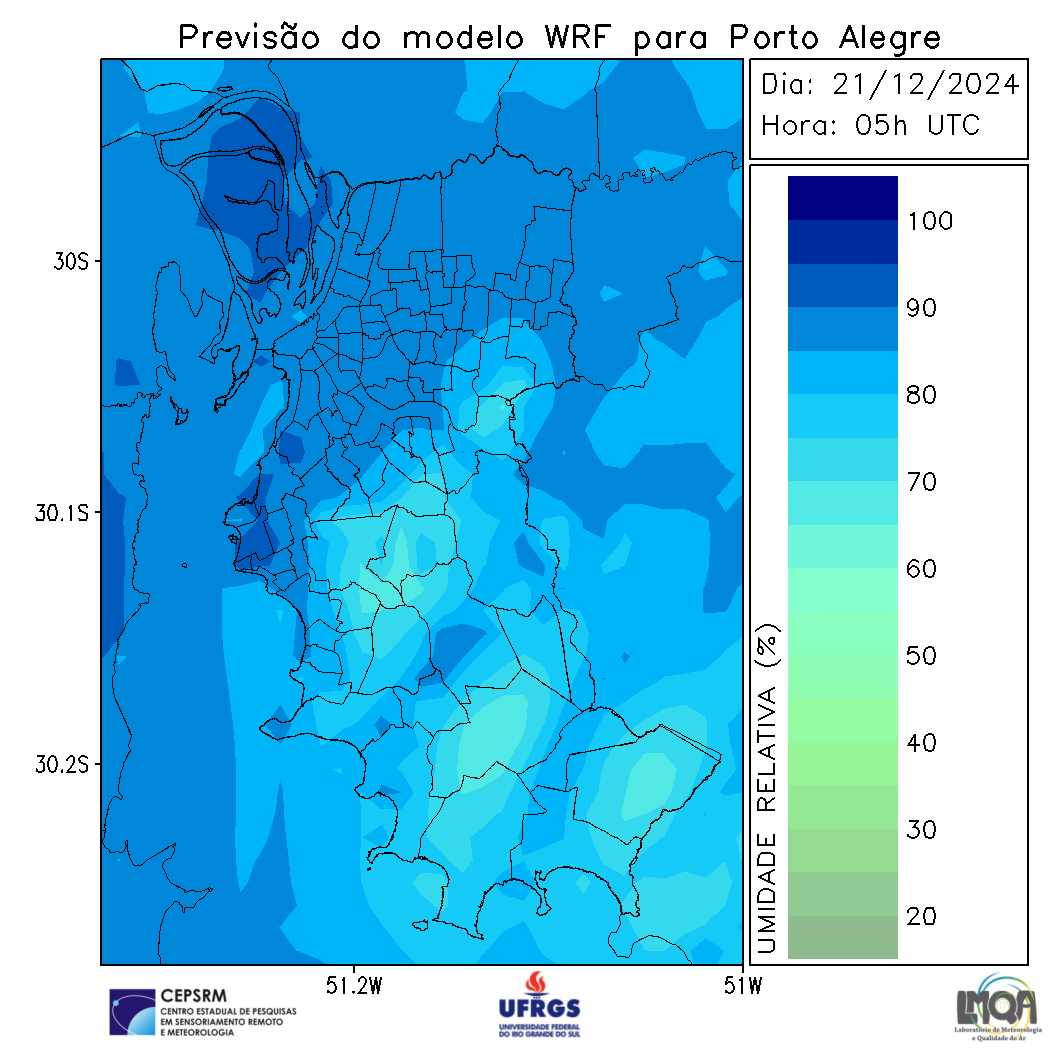 Previsão do modelo WRF para Porto Alegre
Dia: 21/12/2024
Hora: 05h UTC
100
90
80
70
60
50
40
30
20
UMIDADE RELATIVA (%)
30S
30.1S
30.2S
51.2W
51W
CEPSRM
CENTRO ESTADUAL DE PESQUISAS
EM SENSORIAMENTO REMOTO
E METEOROLOGIA
UFRGS
UNIVERSIDADE FEDERAL
DO RIO GRANDE DO SUL
LMQA
Laboratório de Meteorologia
e Qualidade do Ar